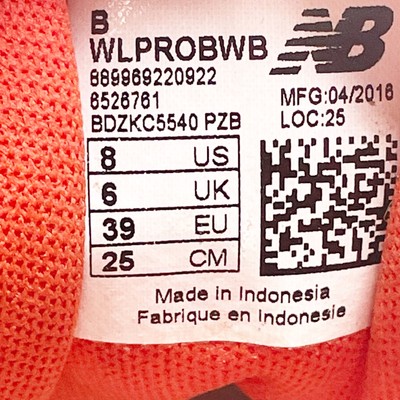 B
WLPROBWB
NB
889969220922
6526761
MFG:04/2016
BDZKC5540 PZB
LOC:25
8 US
6 UK
39 EU
25 CM
Made in Indonesia
Fabrique en Indonesie